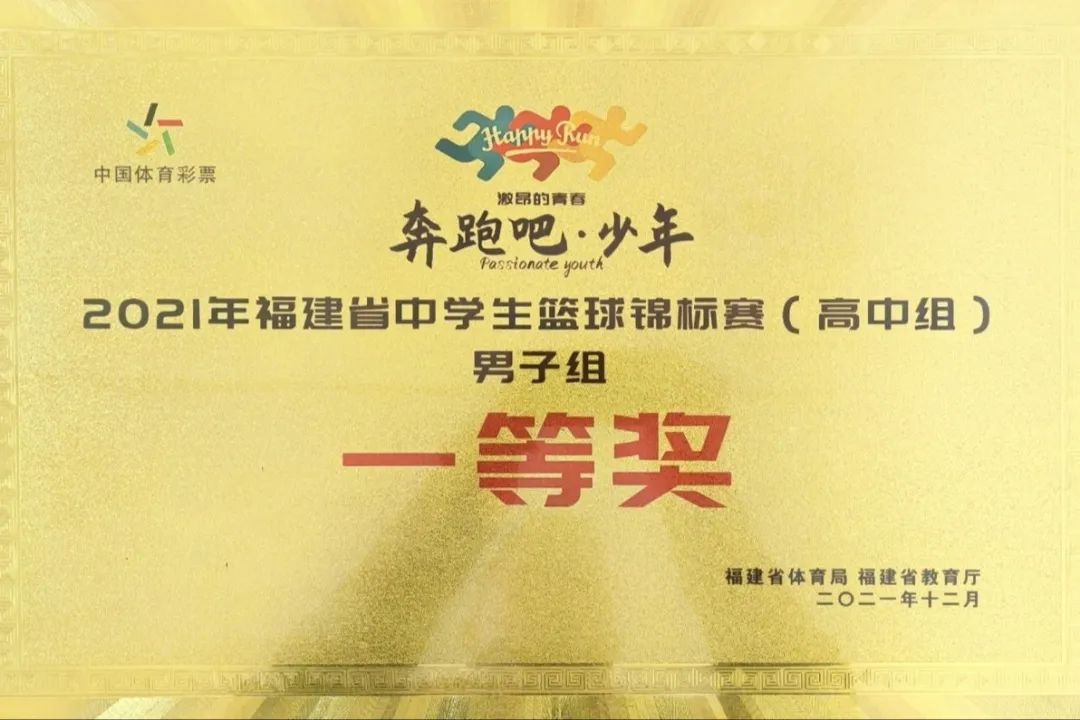 中国体育彩票
Happy Run
激昂的青春
奔跑吧·少年
Passionate youth
2021年福建省中学生篮球锦标赛（高中组）
男子组
一等奖
福建省体育局 福建省教育厅
二〇二一年十二月